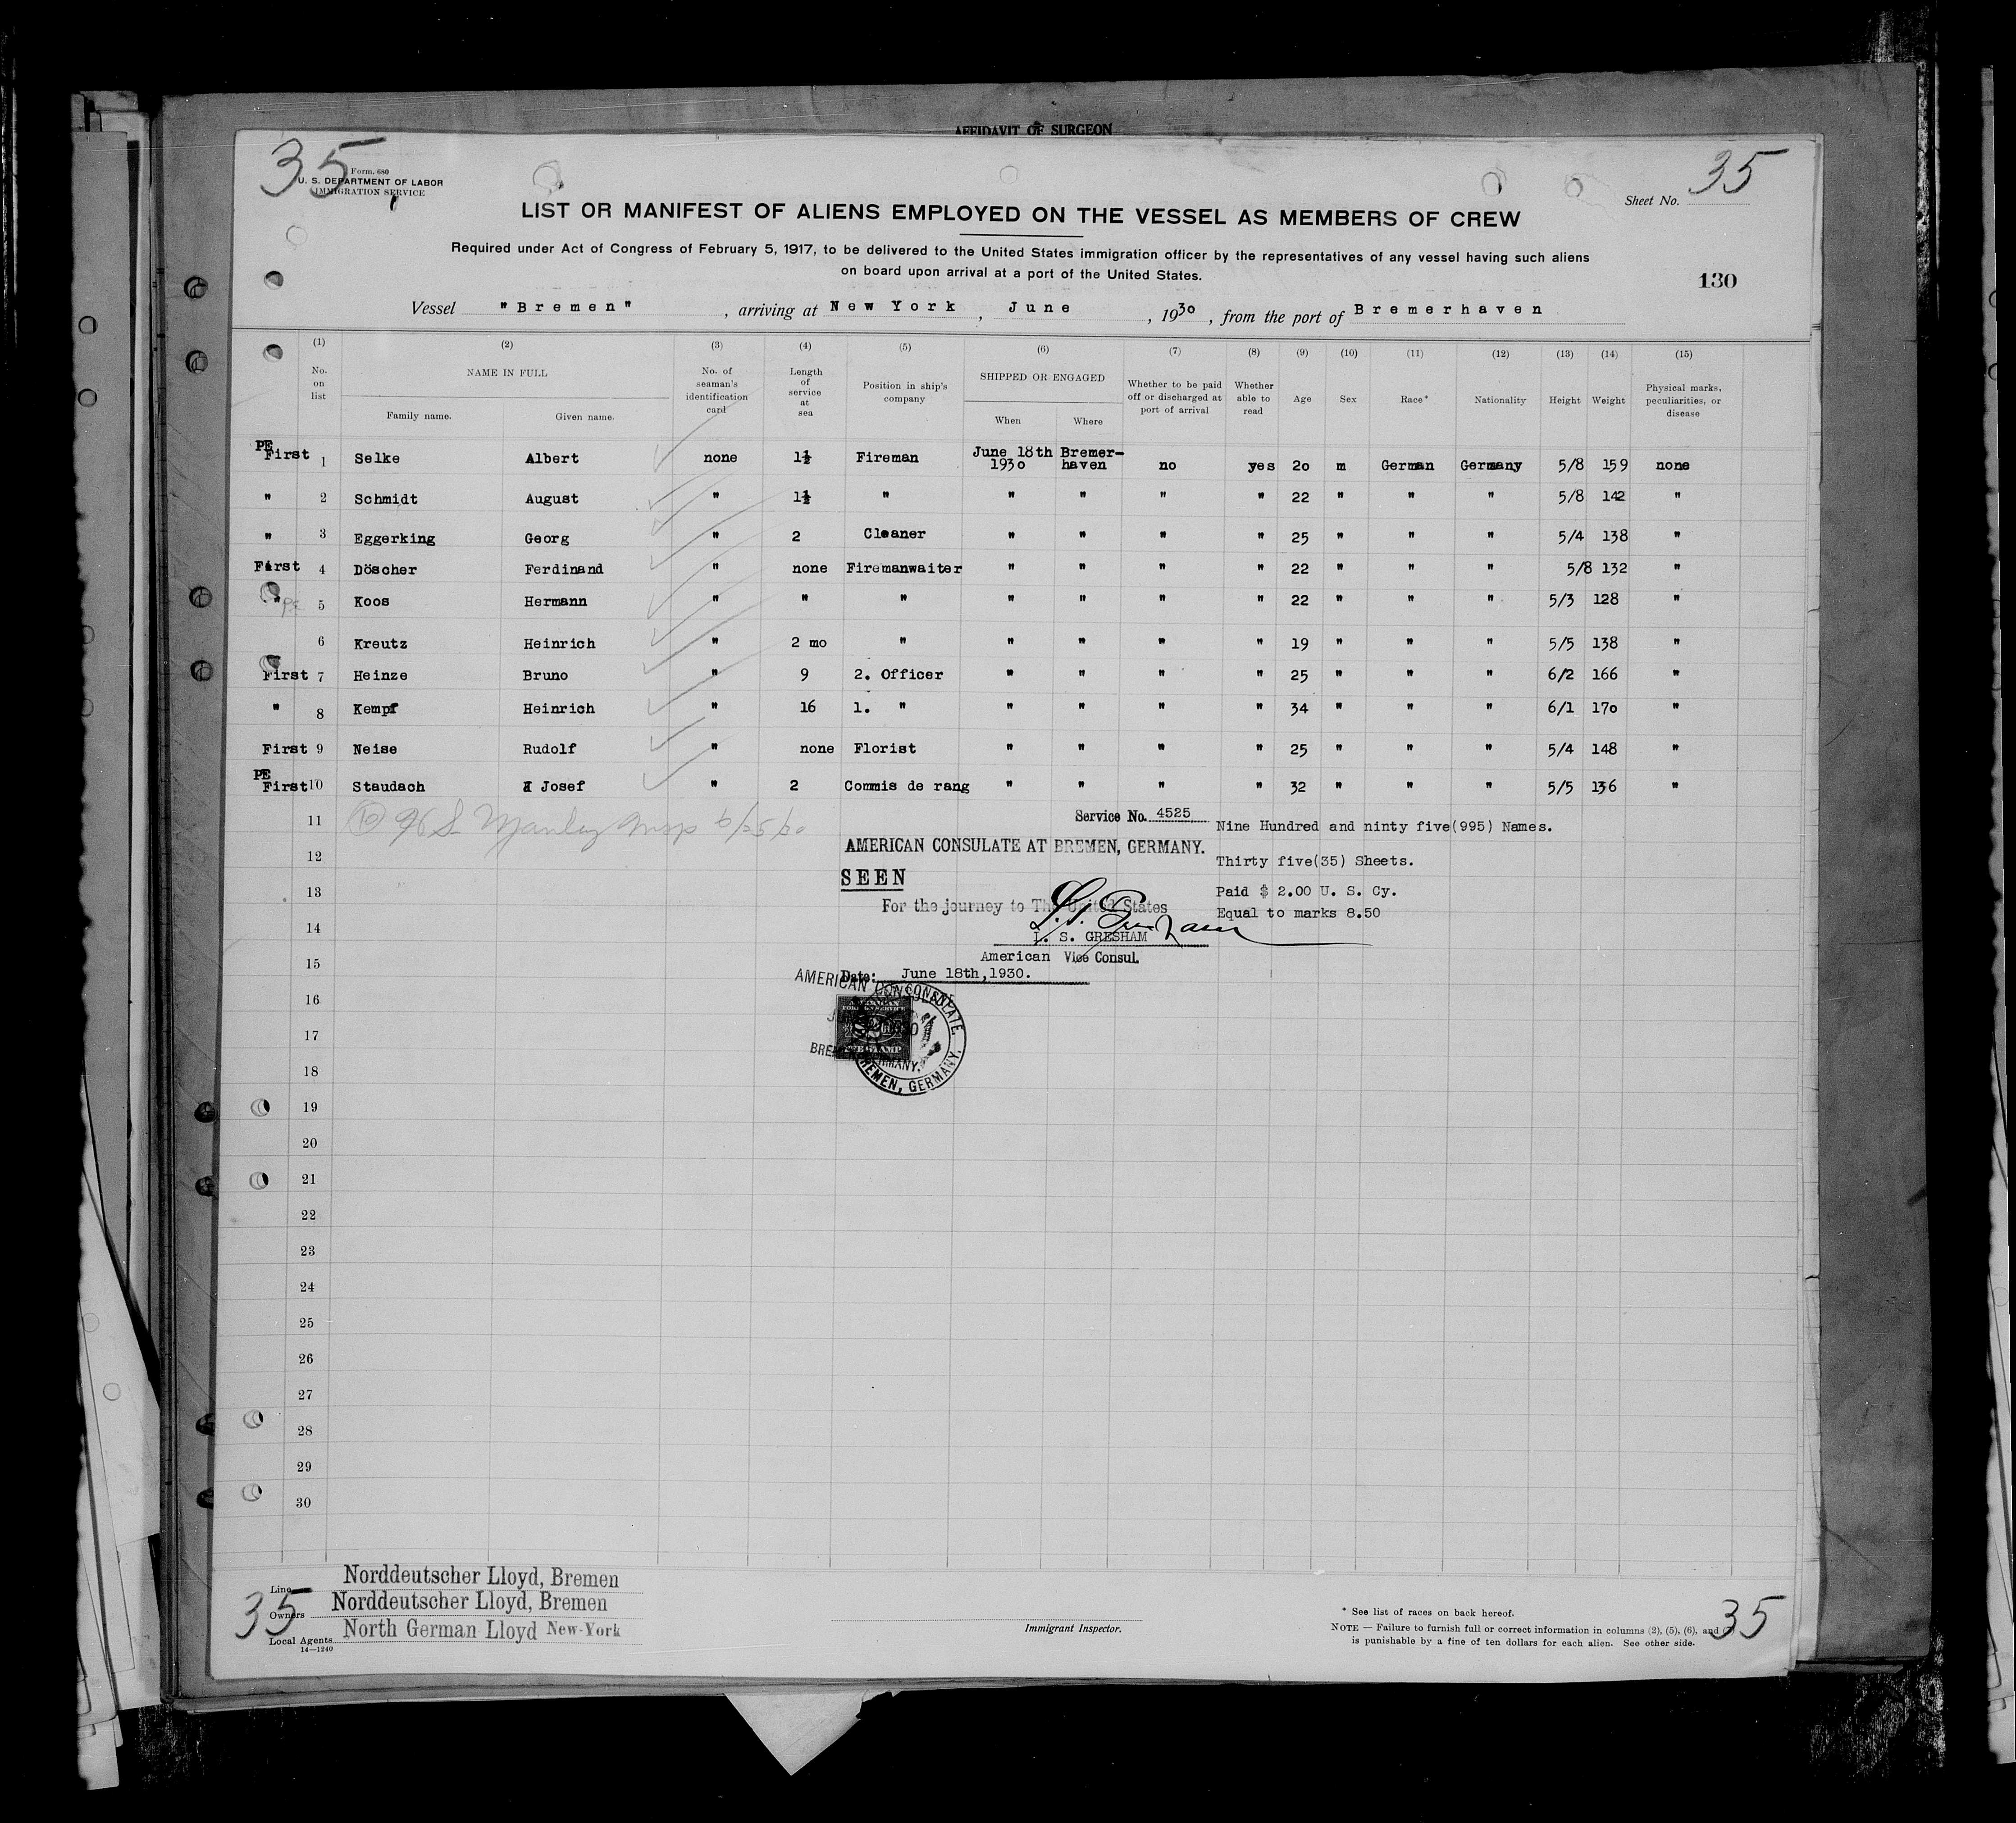 AFFIDAVIT OF SURGEON
35
35
Form. 680
U. S. DEPARTMENT OF LABOR
IMMIGRATION SERVICE
Sheet No.
LIST OR MANIFEST OF ALIENS EMPLOYED ON THE VESSEL AS MEMBERS OF CREW
Required under Act of Congress of February 5, 1917, to be delivered to the United States immigration officer by the representatives of any vessel having such aliens
on board upon arrival at a port of the United States.
130
Vessel "Bremen" , arriving at New York , June , 1930 , from the port of Bremerhaven
(1) (2) (3) (4) (5) (6) (7) (8) (9) (10) (11) (12) (13) (14) (15)
No. on list NAME IN FULL Family name. Given name. No. of seaman's identification card Length of service at sea Position in ship's company SHIPPED OR ENGAGED When Where Whether to be paid off or discharged at port of arrival Whether able to read Age Sex Race* Nationality Height Weight Physical marks, peculiarities, or disease
PE First 1 Selke Albert none 1½ Fireman June 18th 1930 Bremer-haven no yes 20 m German Germany 5/8 159 none
" 2 Schmidt August " 1½ " " " " " 22 " " " 5/8 142 "
" 3 Eggerking Georg " 2 Cleaner " " " " 25 " " " 5/4 138 "
First 4 Döscher Ferdinand " none Firemanwaiter " " " " 22 " " " 5/8 132 "
" PE 5 Koos Hermann " " " " " " " 22 " " " 5/3 128 "
6 Kreutz Heinrich " 2 mo " " " " " 19 " " " 5/5 138 "
First 7 Heinze Bruno " 9 2. Officer " " " " 25 " " " 6/2 166 "
" 8 Kempf Heinrich " 16 1. " " " " " 34 " " " 6/1 170 "
First 9 Neise Rudolf " none Florist " " " " 25 " " " 5/4 148 "
PE First 10 Staudach Josef " 2 Commis de rang " " " " 32 " " " 5/5 136 "
11
Service No. 4525
Nine Hundred and ninty five(995) Names.
AMERICAN CONSULATE AT BREMEN, GERMANY.
12
Thirty five(35) Sheets.
SEEN
13
Paid $ 2.00 U. S. Cy.
For the journey to The United States
Equal to marks 8.50
14
L. S. GRESHAM
American Vice Consul.
15
Date: June 18th,1930.
AMERICAN CONSULATE
BREMEN, GERMANY.
16
17
18
19
20
21
22
23
24
25
26
27
28
29
30
Line Norddeutscher Lloyd, Bremen
Owners Norddeutscher Lloyd, Bremen
Local Agents North German Lloyd New-York
14—1240
35
Immigrant Inspector.
* See list of races on back hereof.
NOTE — Failure to furnish full or correct information in columns (2), (5), (6), and
is punishable by a fine of ten dollars for each alien. See other side.
35